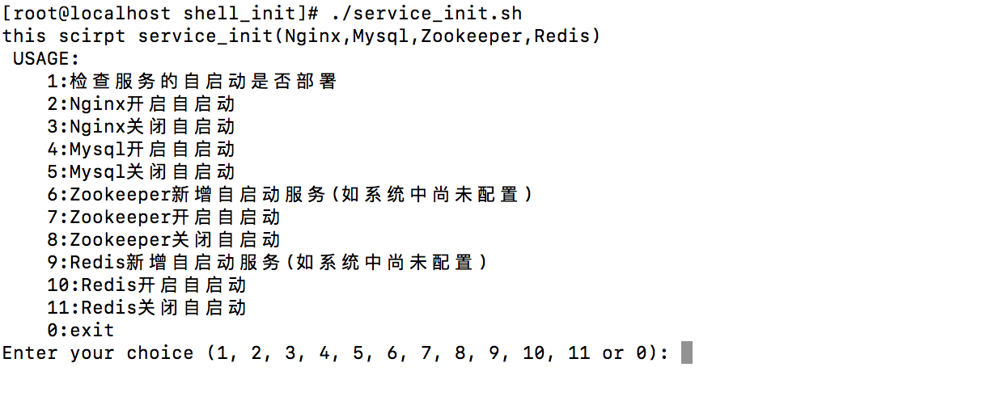 [root@localhost shell_init]# ./service_init.sh
this scirpt service_init(Nginx,Mysql,Zookeeper,Redis)
USAGE:
1:检查服务的自启动是否部署
2:Nginx开启自启动
3:Nginx关闭自启动
4:Mysql开启自启动
5:Mysql关闭自启动
6:Zookeeper新增自启动服务(如系统中尚未配置)
7:Zookeeper开启自启动
8:Zookeeper关闭自启动
9:Redis新增自启动服务(如系统中尚未配置)
10:Redis开启自启动
11:Redis关闭自启动
0:exit
Enter your choice (1, 2, 3, 4, 5, 6, 7, 8, 9, 10, 11 or 0):